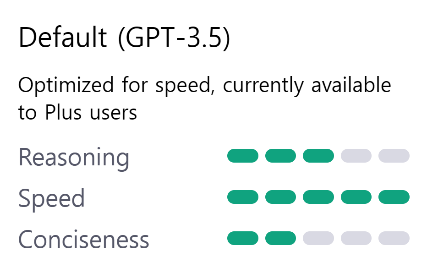 Default (GPT-3.5)
Optimized for speed, currently available
to Plus users
Reasoning
Speed
Conciseness